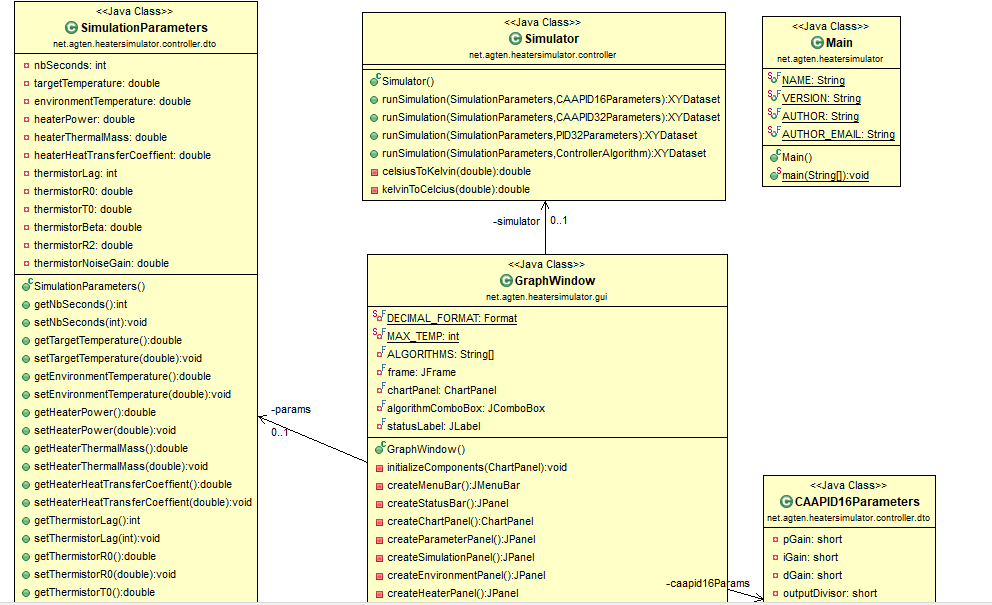 <<Java Class>>
SimulationParameters
net.agten.heatersimulator.controller.dto
nbSeconds: int
targetTemperature: double
environmentTemperature: double
heaterPower: double
heaterThermalMass: double
heaterHeatTransferCoeffient: double
thermistorLag: int
thermistorR0: double
thermistorT0: double
thermistorBeta: double
thermistorR2: double
thermistorNoiseGain: double
SimulationParameters()
getNbSeconds():int
setNbSeconds(int):void
getTargetTemperature():double
setTargetTemperature(double):void
getEnvironmentTemperature():double
setEnvironmentTemperature(double):void
getHeaterPower():double
setHeaterPower(double):void
getHeaterThermalMass():double
setHeaterThermalMass(double):void
getHeaterHeatTransferCoeffient():double
setHeaterHeatTransferCoeffient(double):void
getThermistorLag():int
setThermistorLag(int):void
getThermistorR0():double
setThermistorR0(double):void
getThermistorT0():double
<<Java Class>>
Simulator
net.agten.heatersimulator.controller
Simulator()
runSimulation(SimulationParameters,CAAPID16Parameters):XYDataset
runSimulation(SimulationParameters,CAAPID32Parameters):XYDataset
runSimulation(SimulationParameters,PID32Parameters):XYDataset
runSimulation(SimulationParameters,ControllerAlgorithm):XYDataset
celsiusToKelvin(double):double
kelvinToCelcius(double):double
<<Java Class>>
Main
net.agten.heatersimulator
NAME: String
VERSION: String
AUTHOR: String
AUTHOR_EMAIL: String
Main()
main(String[]):void
-simulator 0..1
<<Java Class>>
GraphWindow
net.agten.heatersimulator.gui
DECIMAL_FORMAT: Format
MAX_TEMP: int
ALGORITHMS: String[]
frame: JFrame
chartPanel: ChartPanel
algorithmComboBox: JComboBox
statusLabel: JLabel
GraphWindow()
initializeComponents(ChartPanel):void
createMenuBar():JMenuBar
createStatusBar():JPanel
createChartPanel():ChartPanel
createParameterPanel():JPanel
createSimulationPanel():JPanel
createEnvironmentPanel():JPanel
createHeaterPanel():JPanel
-params
0..1
-caapid16Params
<<Java Class>>
CAAPID16Parameters
net.agten.heatersimulator.controller.dto
pGain: short
iGain: short
dGain: short
outputDivisor: short